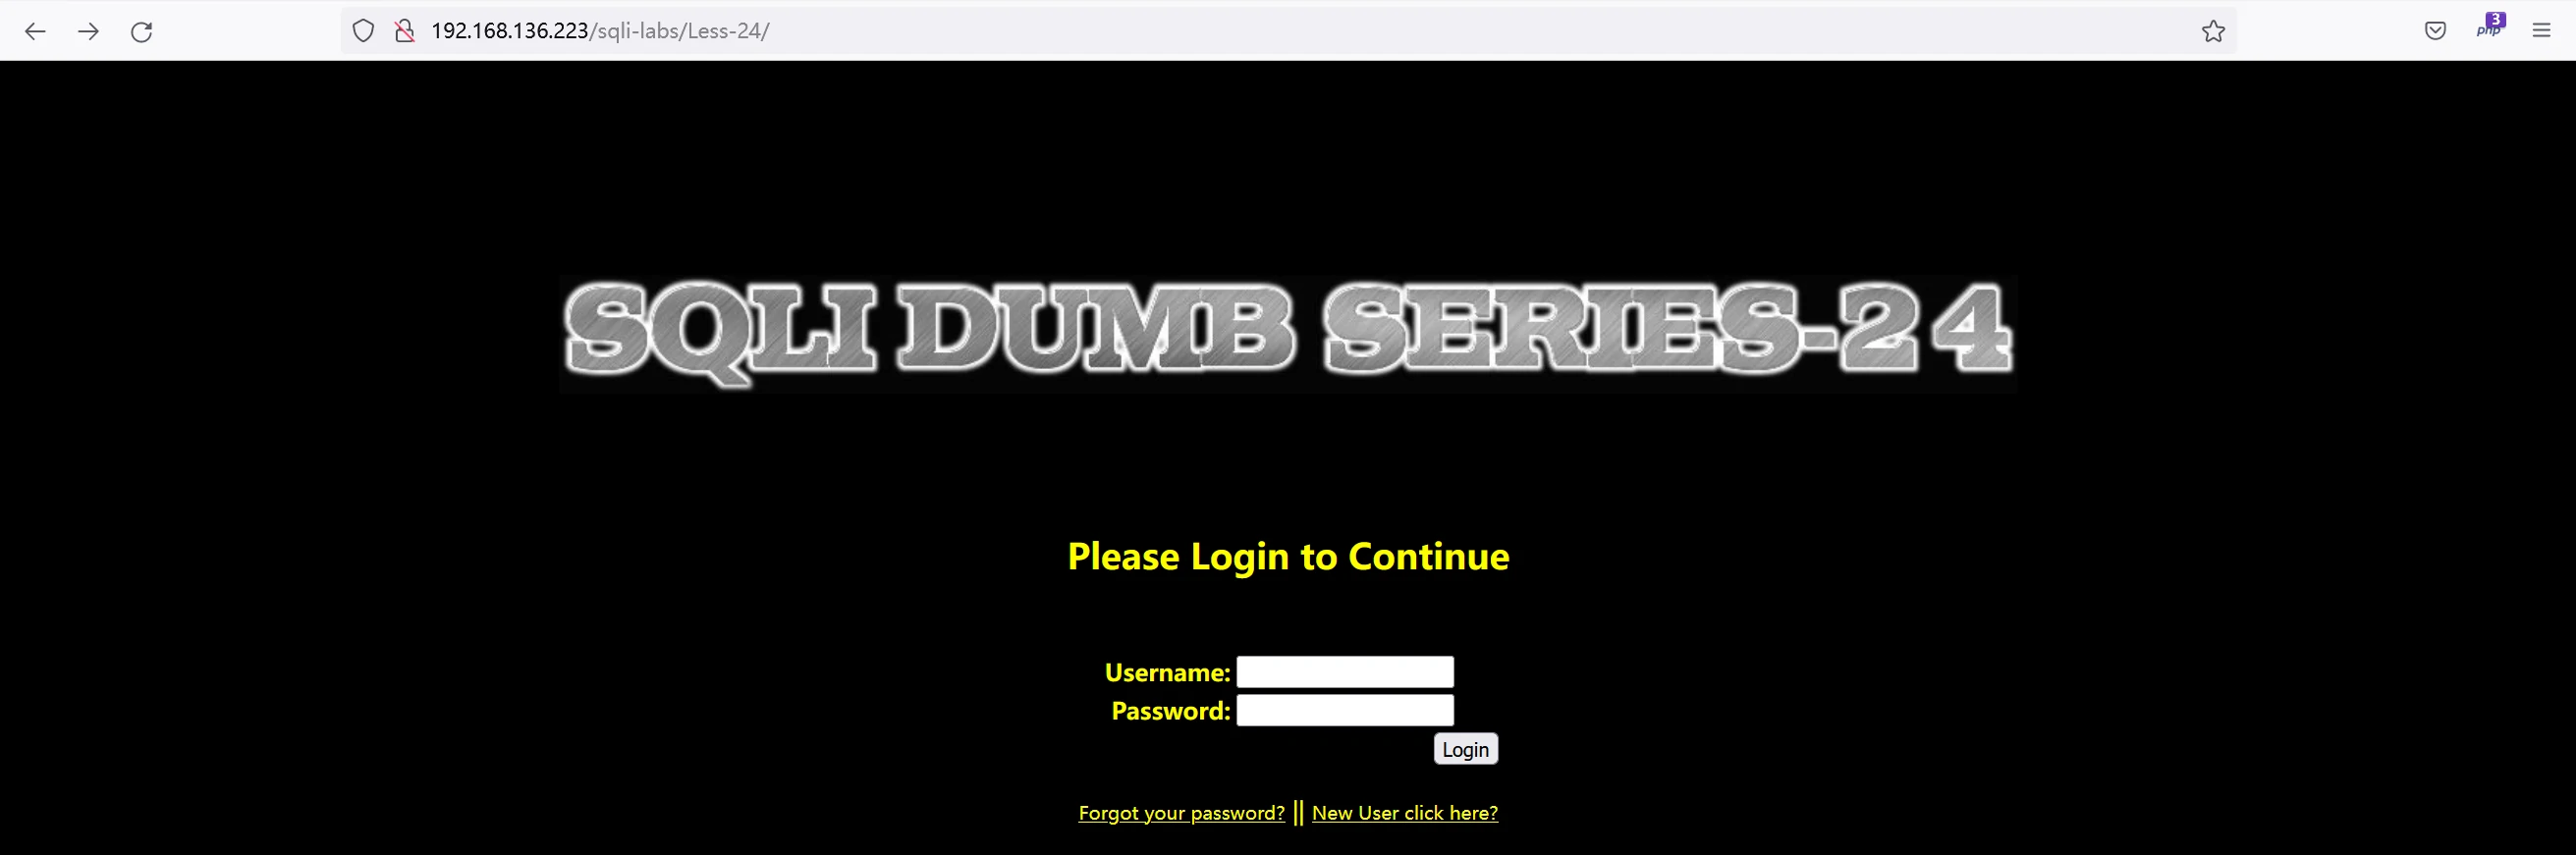 192.168.136.223/sqli-labs/Less-24/
3
php
SQLI DUMB SERIES-24
Please Login to Continue
Username:
Password:
Login
Forgot your password? || New User click here?